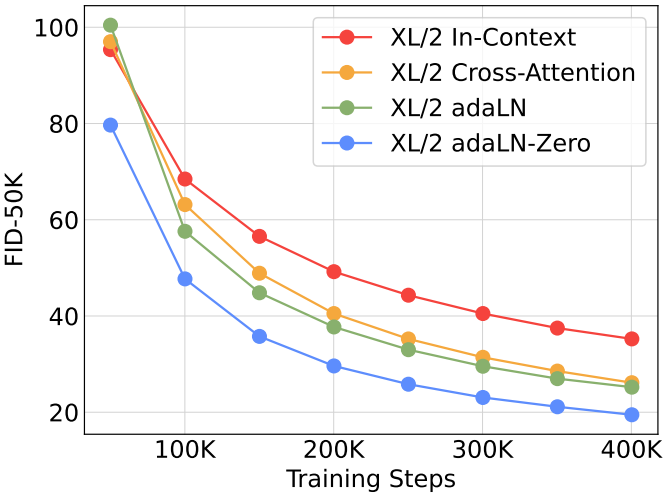 XL/2 In-Context
XL/2 Cross-Attention
XL/2 adaLN
XL/2 adaLN-Zero
FID-50K
100
80
60
40
20
100K 200K 300K 400K
Training Steps